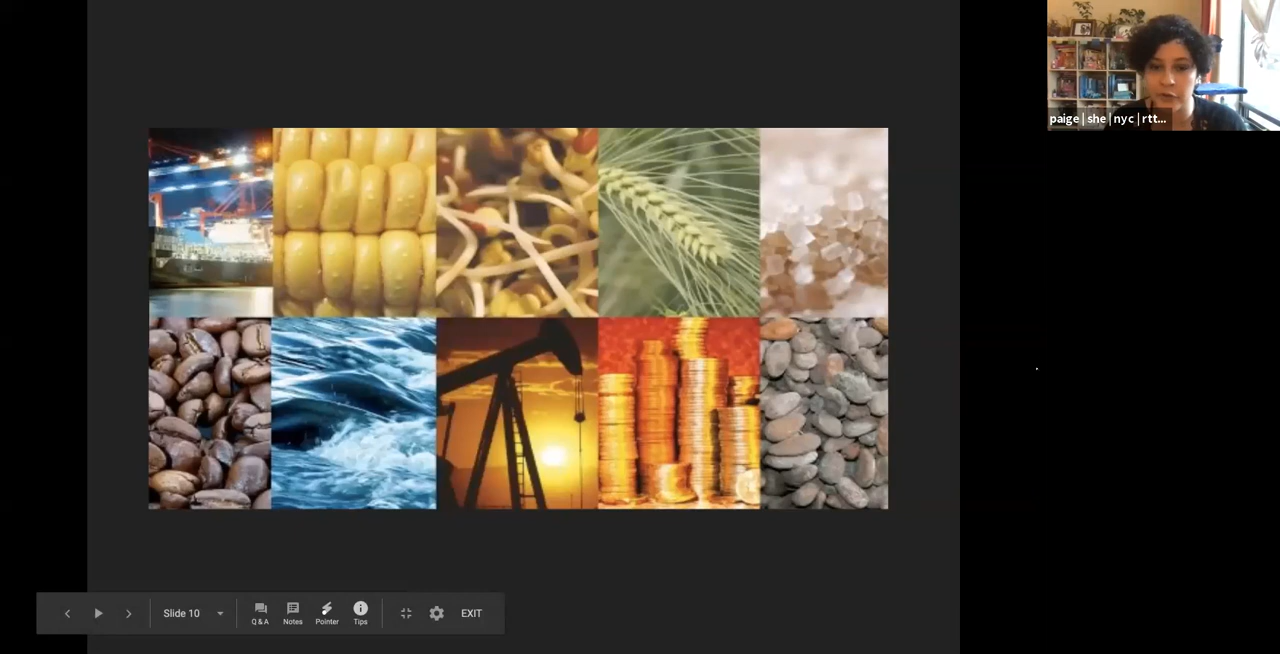 paige | she | nyc | rtt...
Slide 10
Q & A
Notes
Pointer
Tips
EXIT